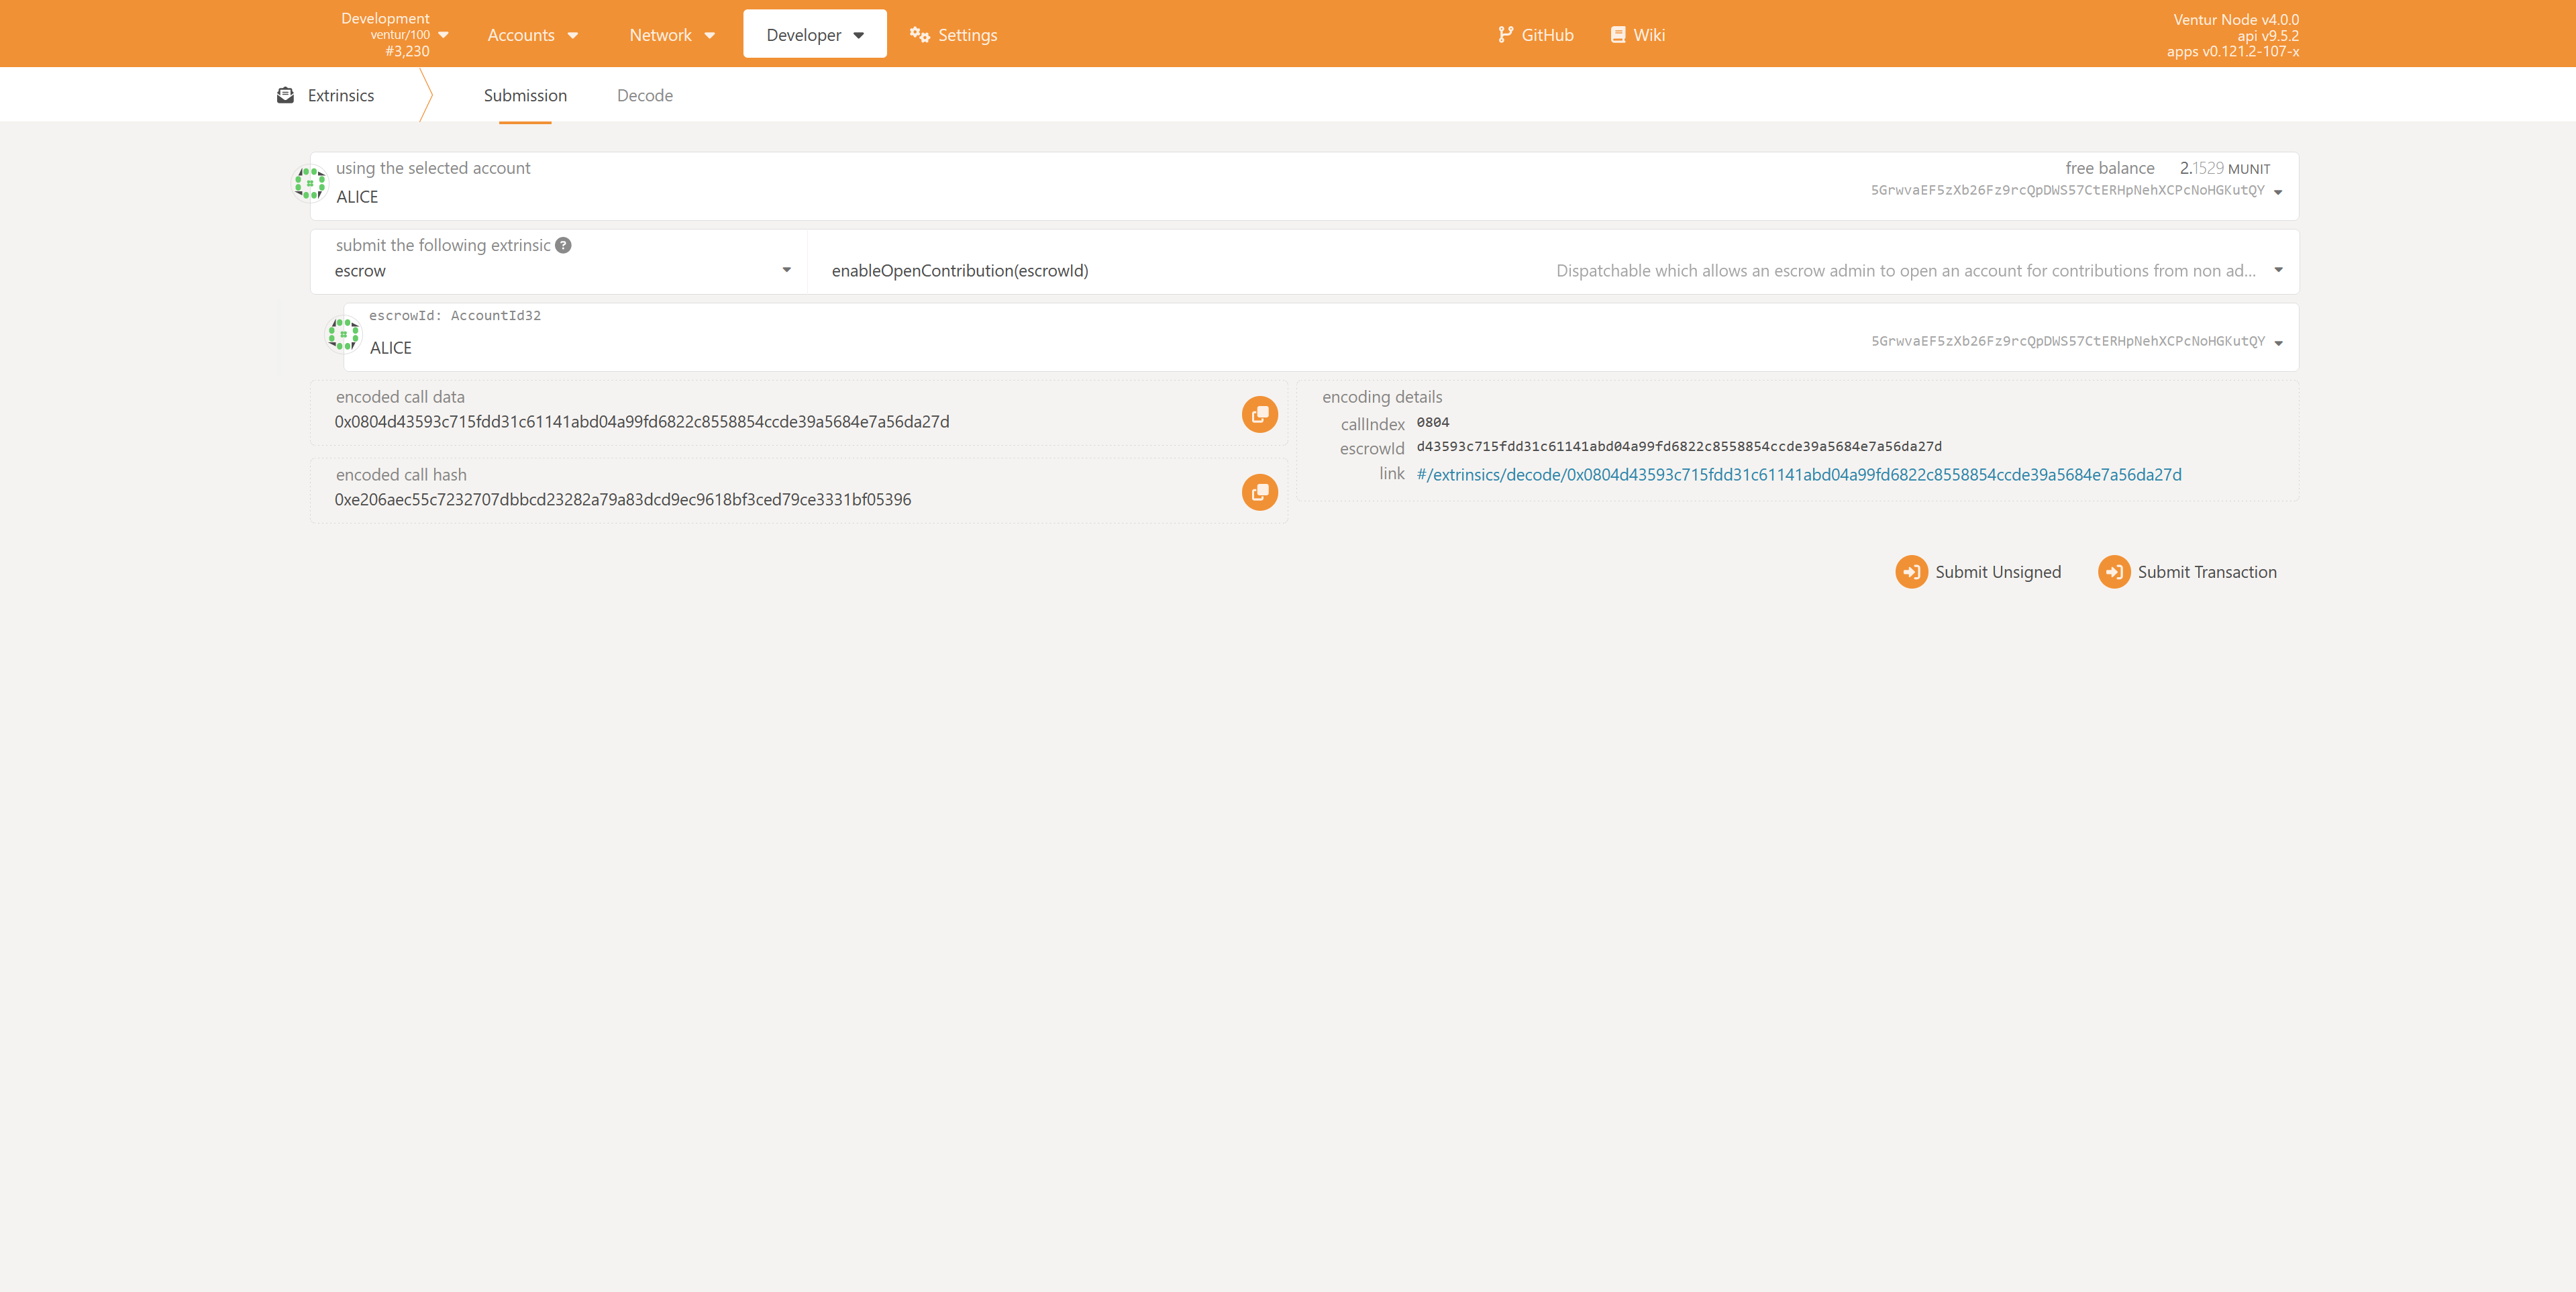 Development
ventur/100
#3,230
Accounts
Network
Developer
Settings
GitHub
Wiki
Ventur Node v4.0.0
api v9.5.2
apps v0.121.2-107-x
Extrinsics
Submission
Decode
using the selected account
ALICE
free balance 2.1529 MUNIT
5GrwvaEF5zXb26Fz9rcQpDWS57CtERHpNehXCPcNoHGKutQY
submit the following extrinsic ?
escrow
enableOpenContribution(escrowId)
Dispatchable which allows an escrow admin to open an account for contributions from non ad...
escrowId: AccountId32
ALICE
5GrwvaEF5zXb26Fz9rcQpDWS57CtERHpNehXCPcNoHGKutQY
encoded call data
0x0804d43593c715fdd31c61141abd04a99fd6822c8558854ccde39a5684e7a56da27d
encoded call hash
0xe206aec55c7232707dbbcd23282a79a83dcd9ec9618bf3ced79ce3331bf05396
encoding details
callIndex 0804
escrowId d43593c715fdd31c61141abd04a99fd6822c8558854ccde39a5684e7a56da27d
link #/extrinsics/decode/0x0804d43593c715fdd31c61141abd04a99fd6822c8558854ccde39a5684e7a56da27d
Submit Unsigned
Submit Transaction